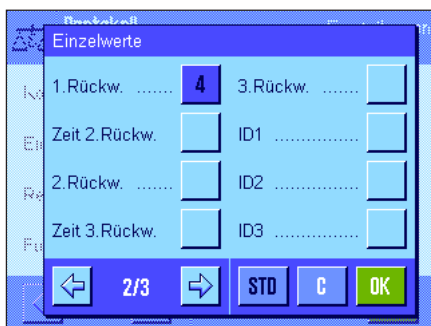 Einzelwerte
1.Rückw. ....... 4
3.Rückw. .......
Zeit 2.Rückw.
ID1 ...............
2.Rückw. .......
ID2 ...............
Zeit 3.Rückw.
ID3 ...............
2/3
STD
C
OK